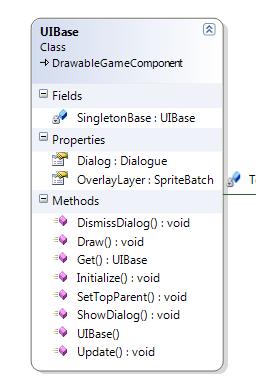 UIBase
Class
DrawableGameComponent
Fields
SingletonBase : UIBase
Properties
Dialog : Dialogue
OverlayLayer : SpriteBatch
Methods
DismissDialog() : void
Draw() : void
Get() : UIBase
Initialize() : void
SetTopParent() : void
ShowDialog() : void
UIBase()
Update() : void